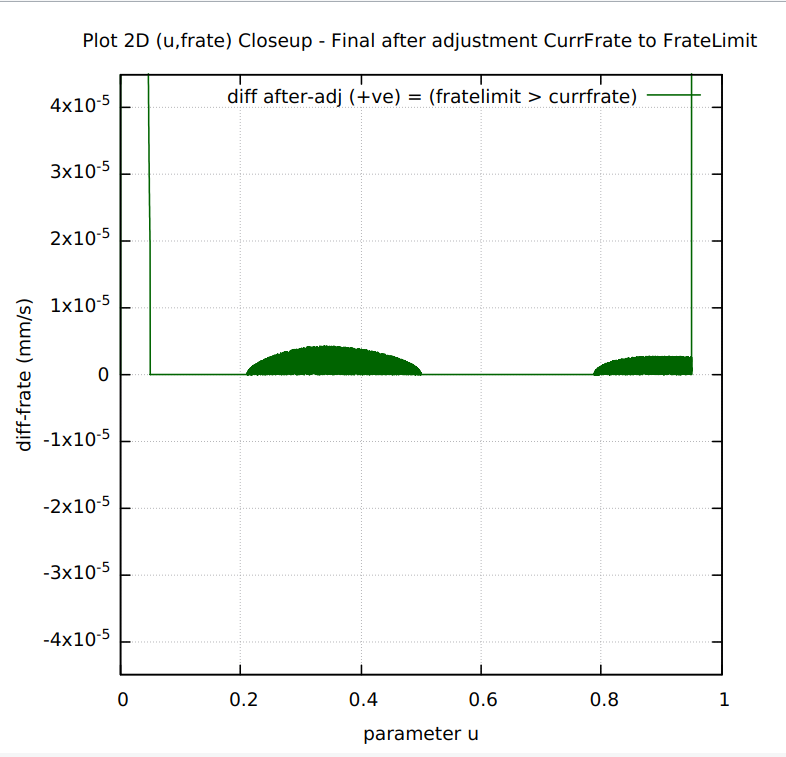 Plot 2D (u,frate) Closeup - Final after adjustment CurrFrate to FrateLimit
diff after-adj (+ve) = (fratelimit > currfrate)
4x10⁻⁵
3x10⁻⁵
2x10⁻⁵
1x10⁻⁵
0
-1x10⁻⁵
-2x10⁻⁵
-3x10⁻⁵
-4x10⁻⁵
diff-frate (mm/s)
0 0.2 0.4 0.6 0.8 1
parameter u